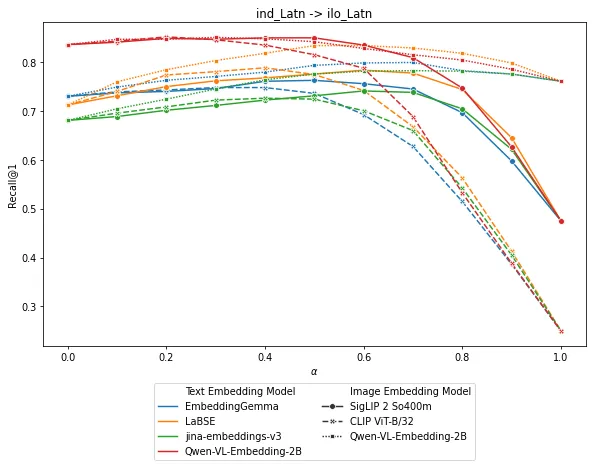 ind_Latn -> ilo_Latn
Recall@1
0.8
0.7
0.6
0.5
0.4
0.3
0.0
0.2
0.4
0.6
0.8
1.0
α
Text Embedding Model
EmbeddingGemma
LaBSE
jina-embeddings-v3
Qwen-VL-Embedding-2B
Image Embedding Model
SigLIP 2 So400m
CLIP ViT-B/32
Qwen-VL-Embedding-2B